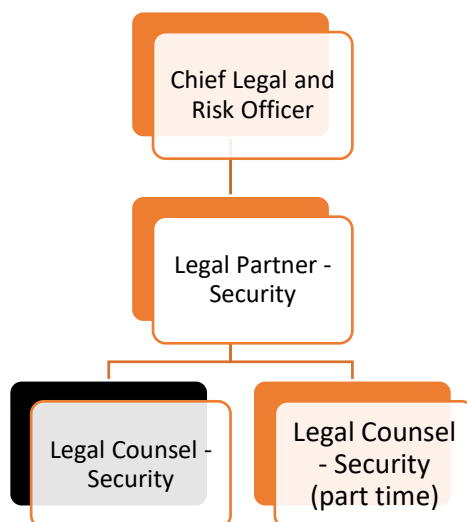 Chief Legal and
Risk Officer
Legal Partner -
Security
Legal Counsel -
Security
Legal Counsel
- Security
(part time)